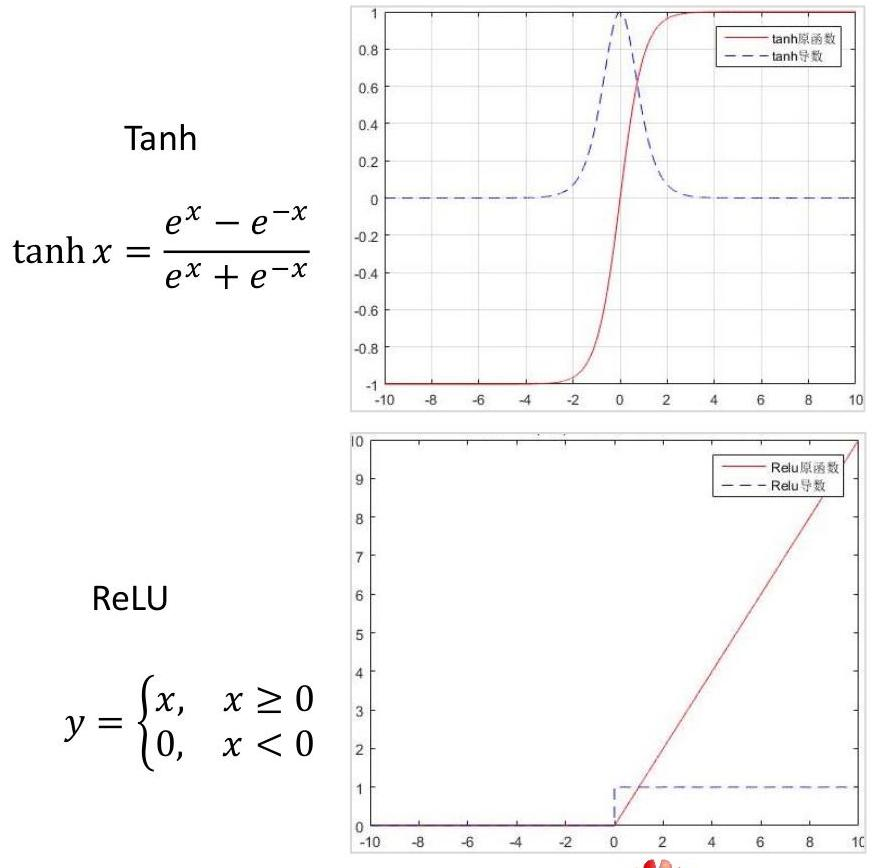 Tanh
tanh x = (e^x − e^−x) / (e^x + e^−x)
1
0.8
0.6
0.4
0.2
0
-0.2
-0.4
-0.6
-0.8
-1
-10 -8 -6 -4 -2 0 2 4 6 8 10
tanh原函数
tanh导数
ReLU
y = { x, x ≥ 0
0, x < 0
10
9
8
7
6
5
4
3
2
1
0
-10 -8 -6 -4 -2 0 2 4 6 8 10
Relu原函数
Relu导数